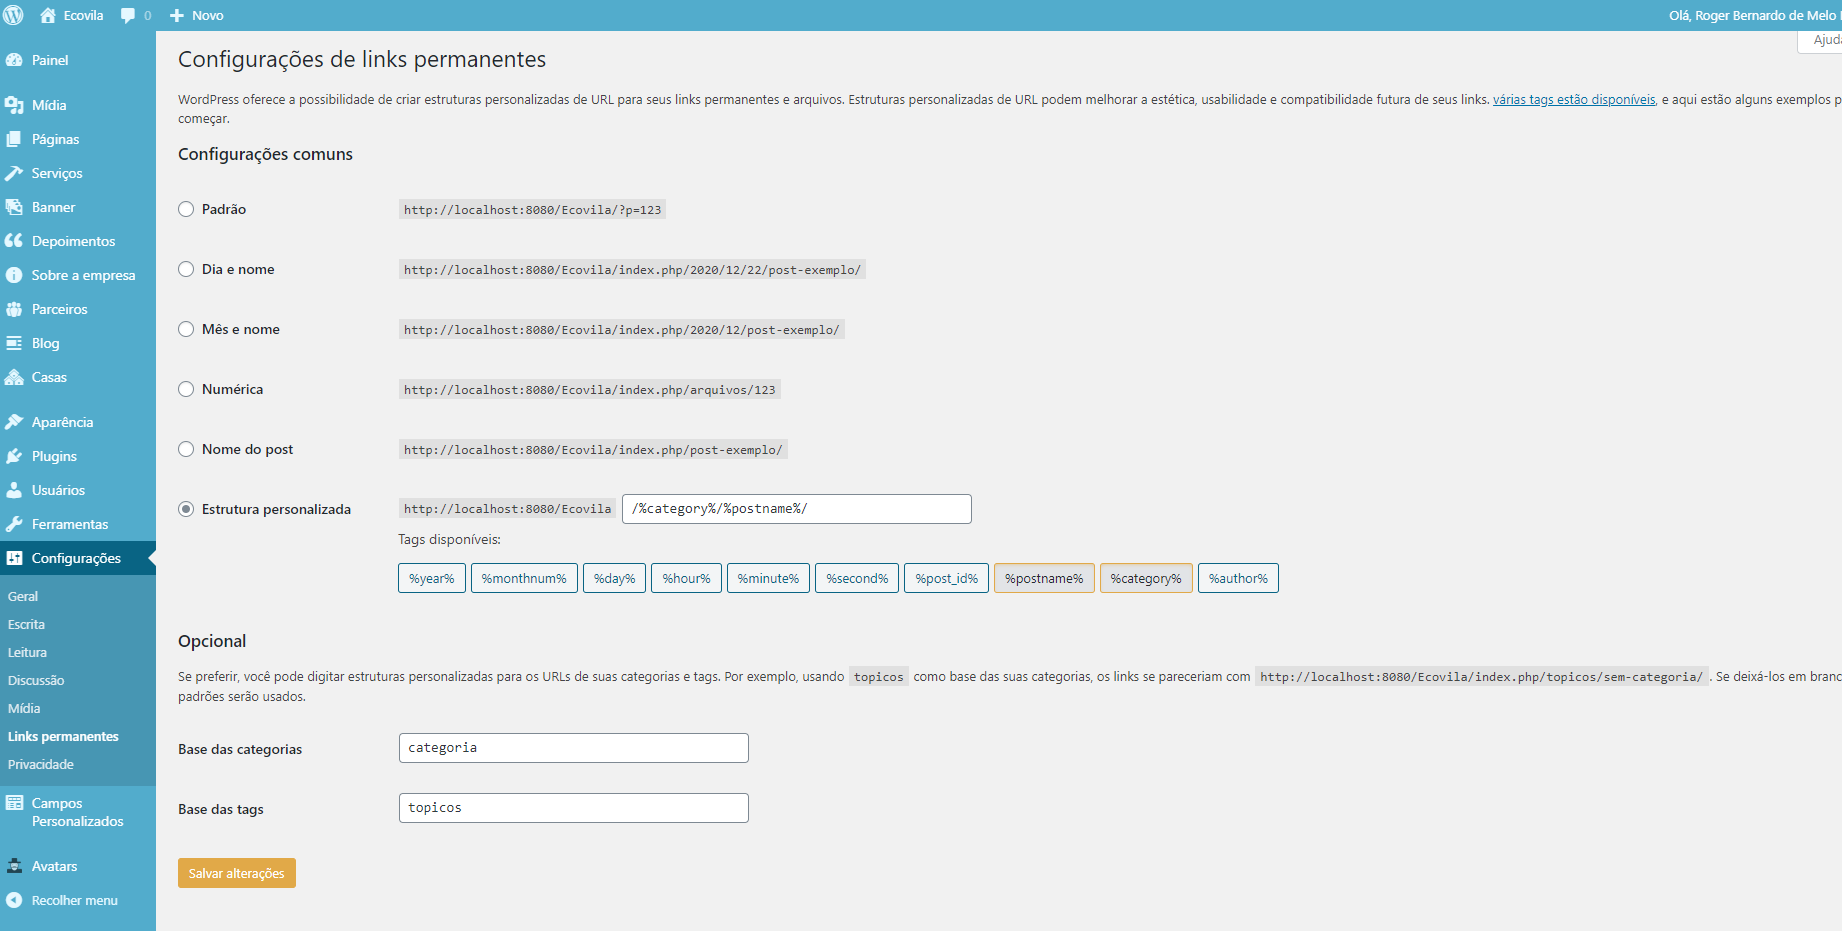 Ecovila
0
Novo
Olá, Roger Bernardo de Melo
Painel
Mídia
Páginas
Serviços
Banner
Depoimentos
Sobre a empresa
Parceiros
Blog
Casas
Aparência
Plugins
Usuários
Ferramentas
Configurações
Geral
Escrita
Leitura
Discussão
Mídia
Links permanentes
Privacidade
Campos
Personalizados
Avatars
Recolher menu
Configurações de links permanentes
WordPress oferece a possibilidade de criar estruturas personalizadas de URL para seus links permanentes e arquivos. Estruturas personalizadas de URL podem melhorar a estética, usabilidade e compatibilidade futura de seus links. várias tags estão disponíveis, e aqui estão alguns exemplos p
começar.
Configurações comuns
Padrão http://localhost:8080/Ecovila/?p=123
Dia e nome http://localhost:8080/Ecovila/index.php/2020/12/22/post-exemplo/
Mês e nome http://localhost:8080/Ecovila/index.php/2020/12/post-exemplo/
Numérica http://localhost:8080/Ecovila/index.php/arquivos/123
Nome do post http://localhost:8080/Ecovila/index.php/post-exemplo/
Estrutura personalizada http://localhost:8080/Ecovila /%category%/%postname%/
Tags disponíveis:
%year% %monthnum% %day% %hour% %minute% %second% %post_id% %postname% %category% %author%
Opcional
Se preferir, você pode digitar estruturas personalizadas para os URLs de suas categorias e tags. Por exemplo, usando topicos como base das suas categorias, os links se pareceriam com http://localhost:8080/Ecovila/index.php/topicos/sem-categoria/ . Se deixá-los em branc
padrões serão usados.
Base das categorias categoria
Base das tags topicos
Salvar alterações